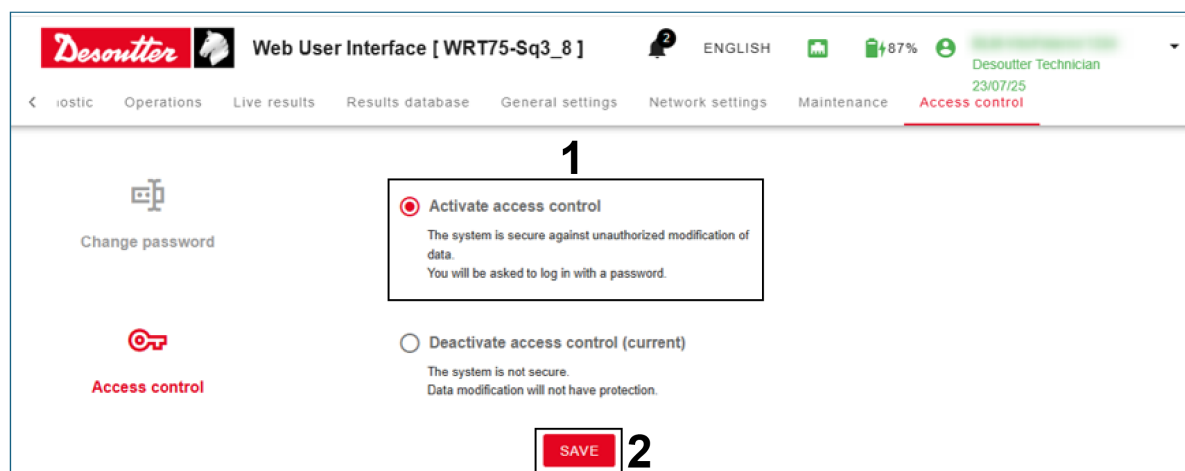 Desoutter
Web User Interface [ WRT75-Sq3_8 ]
2
ENGLISH
87%
Desoutter Technician
23/07/25
iostic Operations Live results Results database General settings Network settings Maintenance Access control
1
Change password
Activate access control
The system is secure against unauthorized modification of
data.
You will be asked to log in with a password.
Access control
Deactivate access control (current)
The system is not secure.
Data modification will not have protection.
SAVE
2